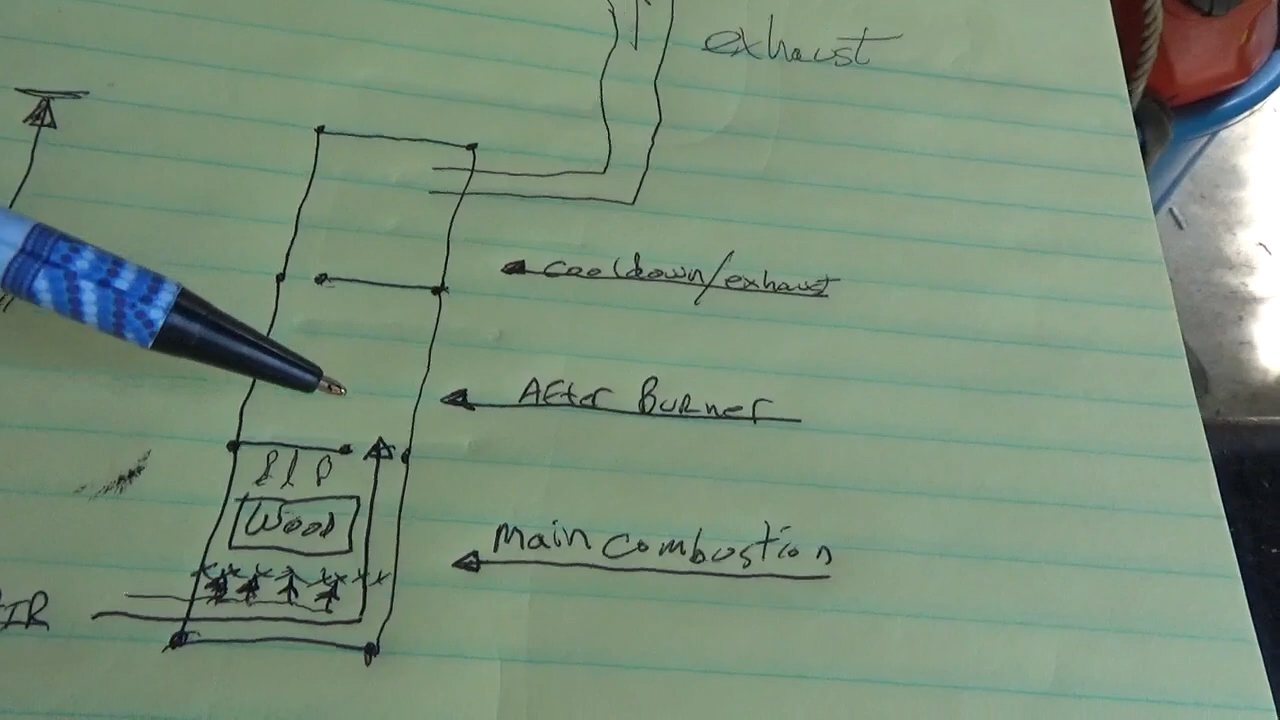 exhaust
cooldown/exhaust
After Burner
Wood
Main Combustion